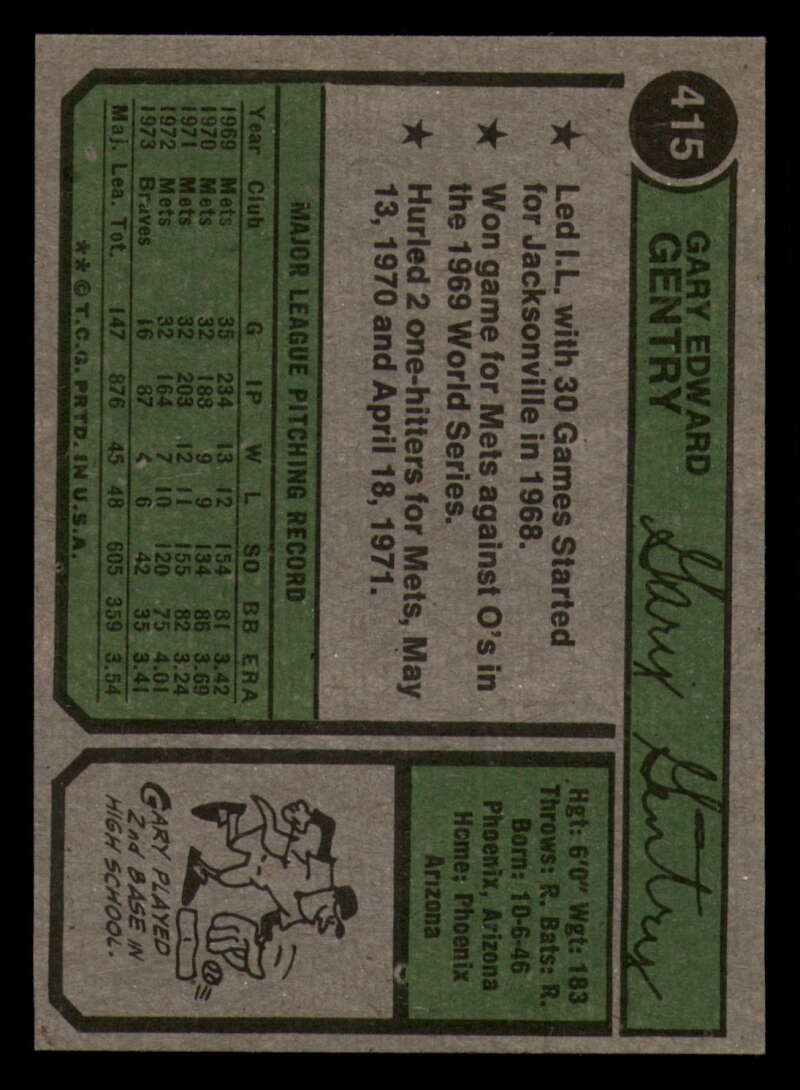 415
GARY EDWARD
GENTRY
Gary Gentry
★ Led I.L. with 30 Games Started
for Jacksonville in 1968.
★ Won game for Mets against O's in
the 1969 World Series.
★ Hurled 2 one-hitters for Mets, May
13, 1970 and April 18, 1971.
MAJOR LEAGUE PITCHING RECORD
Year Club G IP W L SO BB ERA
1969 Mets 35 234 13 12 154 81 3.42
1970 Mets 32 188 9 9 134 86 3.69
1971 Mets 32 203 12 11 155 82 3.24
1972 Mets 32 164 7 10 120 75 4.01
1973 Braves 16 87 4 6 42 35 3.41
Maj. Lea. Tot. 147 876 45 48 605 359 3.54
**©T.C.G. PRTD. IN U.S.A.
Hgt: 6'0" Wgt: 183
Throws: R. Bats: R.
Born: 10-6-46
Phoenix, Arizona
Home: Phoenix
Arizona
GARY PLAYED
2nd BASE IN
HIGH SCHOOL.